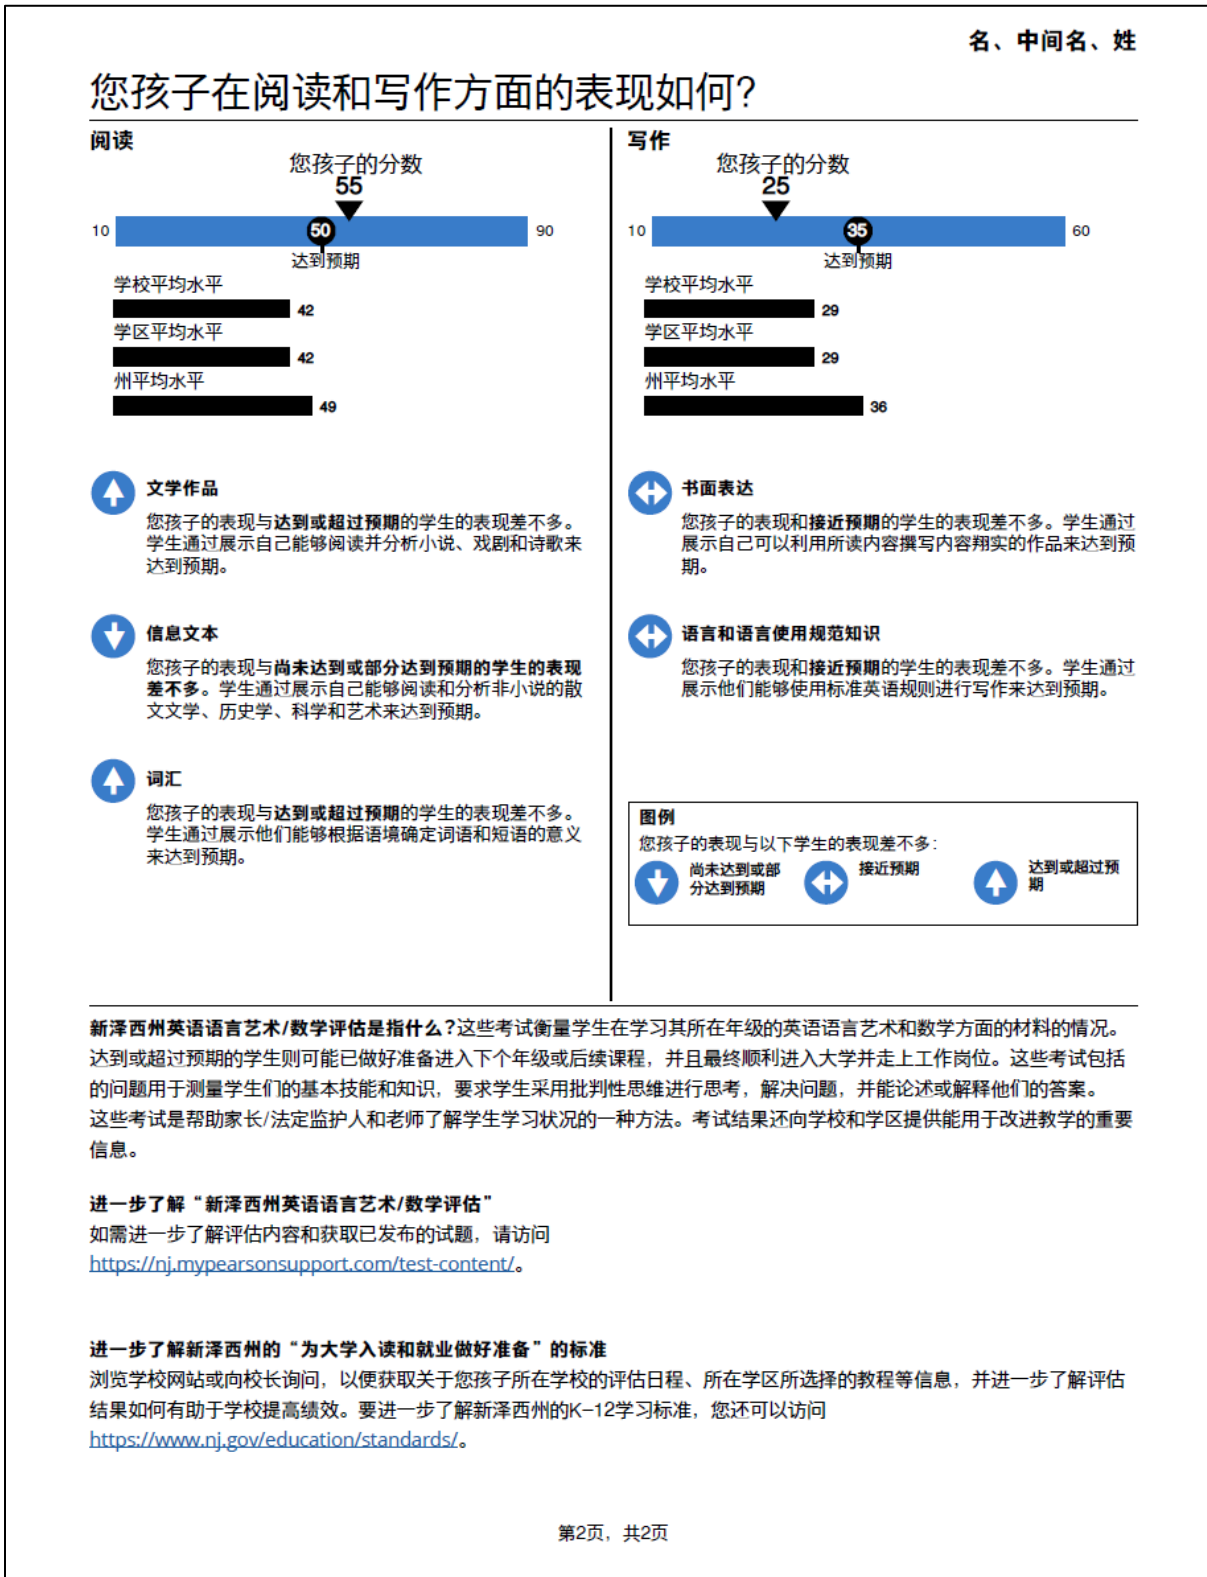 名、中间名、姓
您孩子在阅读和写作方面的表现如何？
阅读
您孩子的分数
55
10
50
90
达到预期
学校平均水平
42
学区平均水平
42
州平均水平
49
文学作品
您孩子的表现与达到或超过预期的学生的表现差不多。
学生通过展示自己能够阅读并分析小说、戏剧和诗歌来
达到预期。
信息文本
您孩子的表现与尚未达到或部分达到预期的学生的表现
差不多。学生通过展示自己能够阅读和分析非小说的散
文文学、历史学、科学和艺术来达到预期。
词汇
您孩子的表现与达到或超过预期的学生的表现差不多。
学生通过展示他们能够根据语境确定词语和短语的意义
来达到预期。
写作
您孩子的分数
25
10
35
60
达到预期
学校平均水平
29
学区平均水平
29
州平均水平
36
书面表达
您孩子的表现和接近预期的学生的表现差不多。学生通过
展示自己可以利用所读内容撰写内容翔实的作品来达到预
期。
语言和语言使用规范知识
您孩子的表现和接近预期的学生的表现差不多。学生通过
展示他们能够使用标准英语规则进行写作来达到预期。
图例
您孩子的表现与以下学生的表现差不多：
尚未达到或部
分达到预期
接近预期
达到或超过预
期
新泽西州英语语言艺术/数学评估是指什么？这些考试衡量学生在学习其所在年级的英语语言艺术和数学方面的材料的情况。
达到或超过预期的学生则可能已做好准备进入下个年级或后续课程，并且最终顺利进入大学并走上工作岗位。这些考试包括
的问题用于测量学生们的基本技能和知识，要求学生采用批判性思维进行思考，解决问题，并能论述或解释他们的答案。
这些考试是帮助家长/法定监护人和老师了解学生学习状况的一种方法。考试结果还向学校和学区提供能用于改进教学的重要
信息。
进一步了解“新泽西州英语语言艺术/数学评估”
如需进一步了解评估内容和获取已发布的试题，请访问
https://nj.mypearsonsupport.com/test-content/。
进一步了解新泽西州的“为大学入读和就业做好准备”的标准
浏览学校网站或向校长询问，以便获取关于您孩子所在学校的评估日程、所在学区所选择的教程等信息，并进一步了解评估
结果如何有助于学校提高绩效。要进一步了解新泽西州的K-12学习标准，您还可以访问
https://www.nj.gov/education/standards/。
第2页，共2页